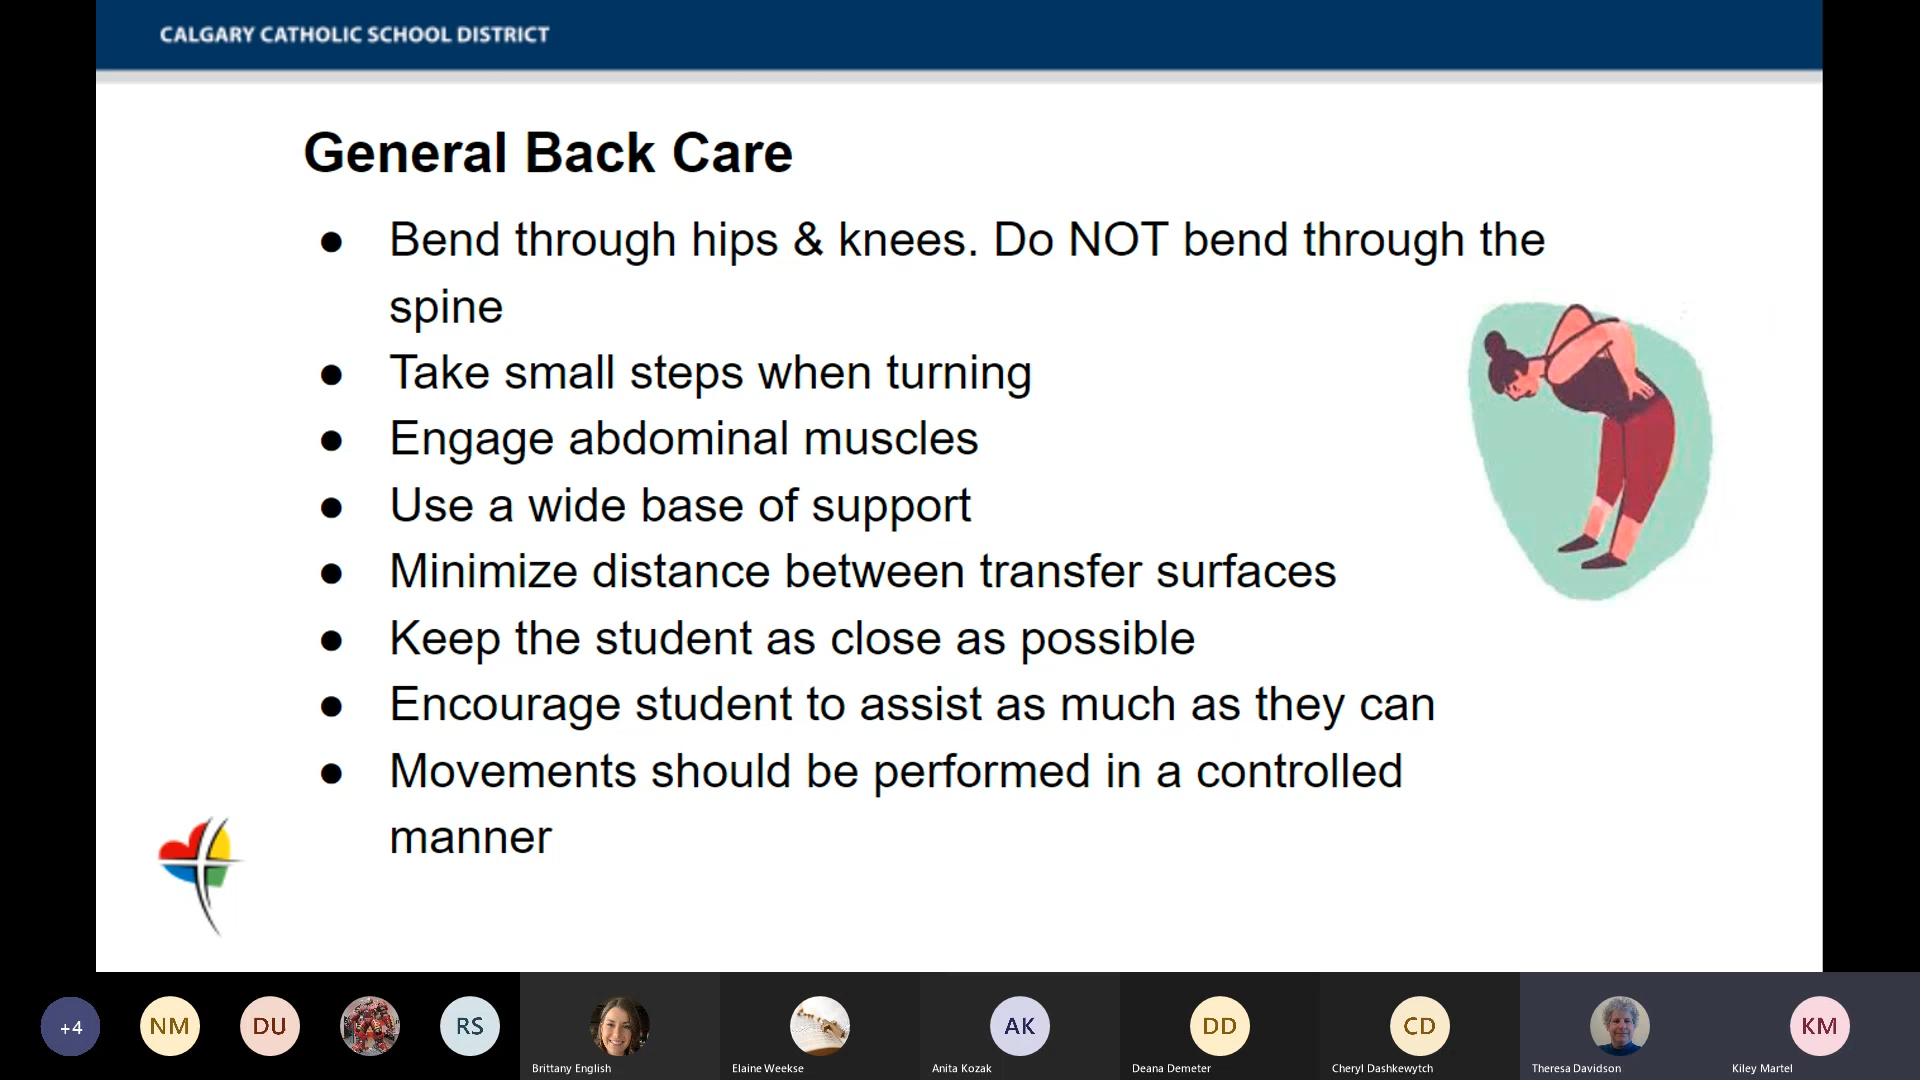 CALGARY CATHOLIC SCHOOL DISTRICT
General Back Care
● Bend through hips & knees. Do NOT bend through the
spine
● Take small steps when turning
● Engage abdominal muscles
● Use a wide base of support
● Minimize distance between transfer surfaces
● Keep the student as close as possible
● Encourage student to assist as much as they can
● Movements should be performed in a controlled
manner
+4 NM DU RS AK DD CD KM
Brittany English Elaine Weekse Anita Kozak Deana Demeter Cheryl Dashkewytch Theresa Davidson Kiley Martel